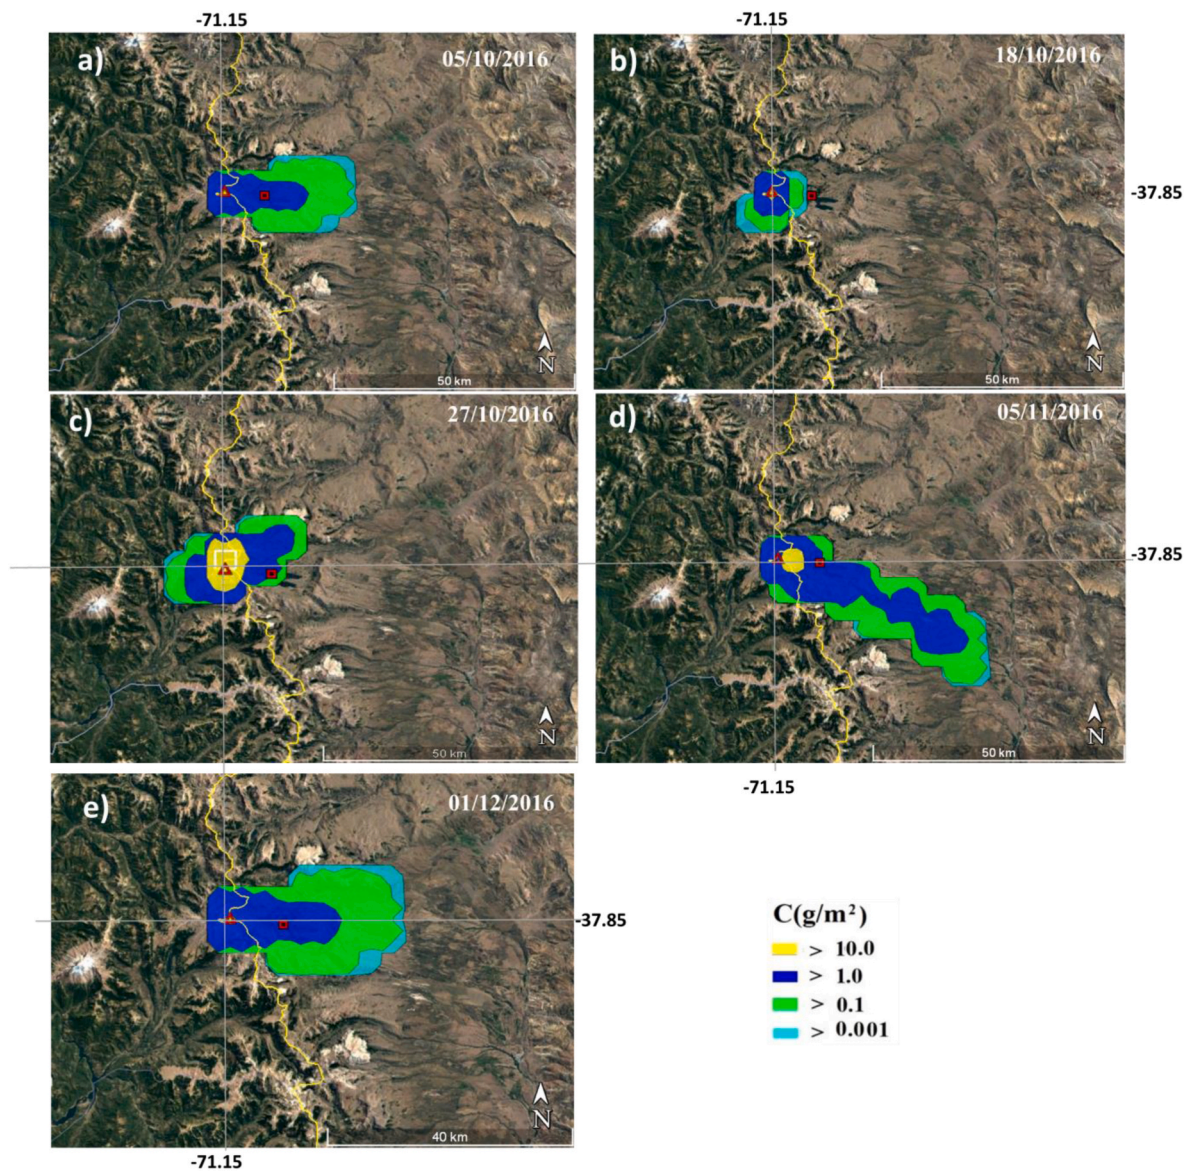 -71.15
-71.15
a)
05/10/2016
b)
18/10/2016
-37.85
N
50 km
N
50 km
c)
27/10/2016
d)
05/11/2016
-37.85
N
50 km
N
50 km
-71.15
e)
01/12/2016
-37.85
C(g/m²)
> 10.0
> 1.0
> 0.1
> 0.001
N
40 km
-71.15